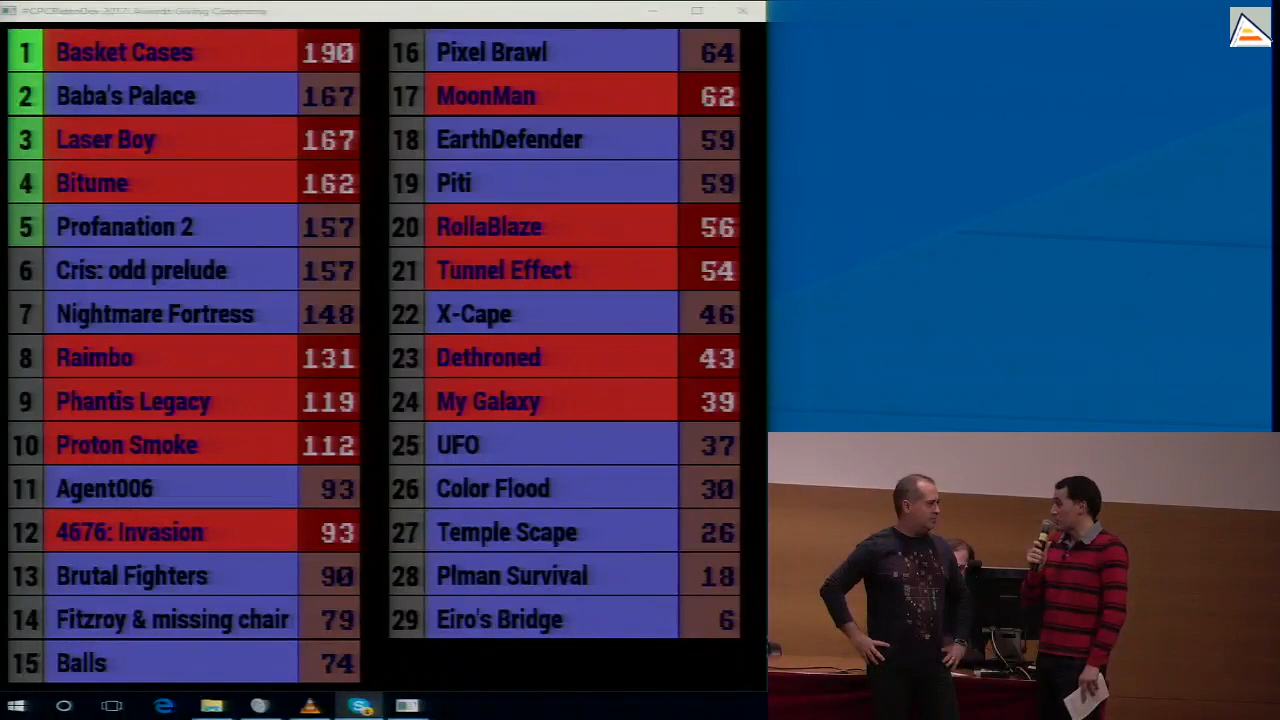 #CPCRetroDev 2017: Award-Giving Ceremony
1 Basket Cases 190
2 Baba's Palace 167
3 Laser Boy 167
4 Bitume 162
5 Profanation 2 157
6 Cris: odd prelude 157
7 Nightmare Fortress 148
8 Raimbo 131
9 Phantis Legacy 119
10 Proton Smoke 112
11 Agent006 93
12 4676: Invasion 93
13 Brutal Fighters 90
14 Fitzroy & missing chair 79
15 Balls 74
16 Pixel Brawl 64
17 MoonMan 62
18 EarthDefender 59
19 Piti 59
20 RollaBlaze 56
21 Tunnel Effect 54
22 X-Cape 46
23 Dethroned 43
24 My Galaxy 39
25 UFO 37
26 Color Flood 30
27 Temple Scape 26
28 Plman Survival 18
29 Eiro's Bridge 6